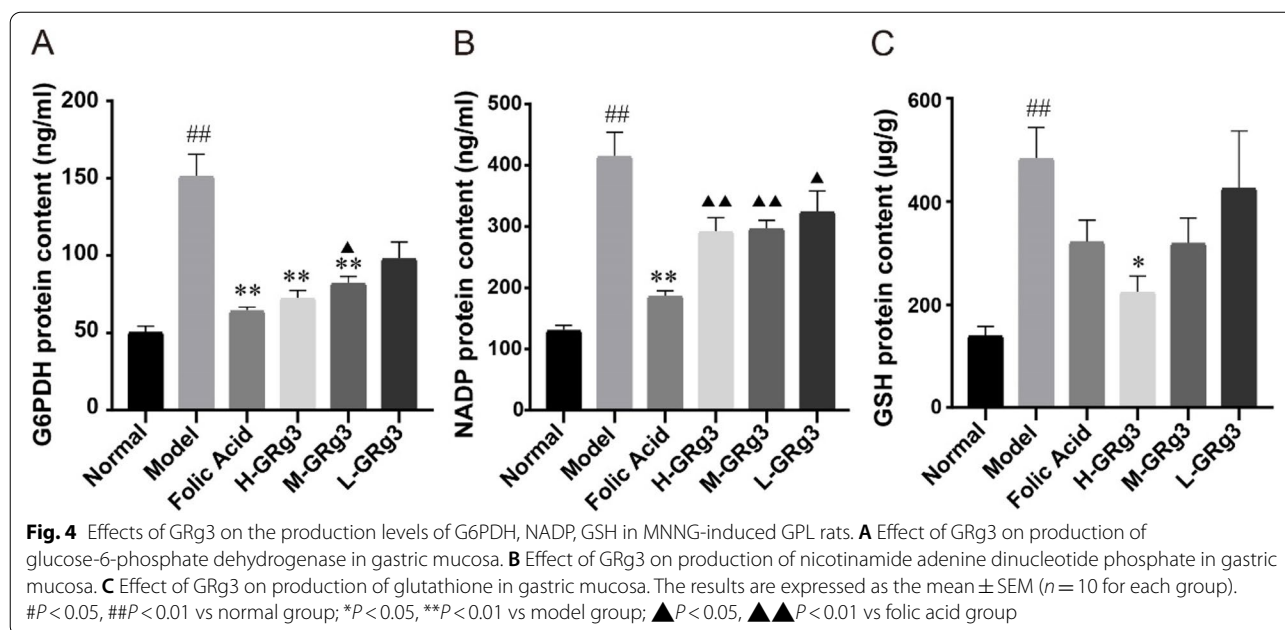 A
B
C
G6PDH protein content (ng/ml)
200
150
100
50
0
##
**
**
▲
**
Normal
Model
Folic Acid
H-GRg3
M-GRg3
L-GRg3
NADP protein content (ng/ml)
500
400
300
200
100
0
##
**
▲▲
▲▲
▲
Normal
Model
Folic Acid
H-GRg3
M-GRg3
L-GRg3
GSH protein content (μg/g)
600
400
200
0
##
*
Normal
Model
Folic Acid
H-GRg3
M-GRg3
L-GRg3
Fig. 4 Effects of GRg3 on the production levels of G6PDH, NADP, GSH in MNNG-induced GPL rats. A Effect of GRg3 on production of
glucose-6-phosphate dehydrogenase in gastric mucosa. B Effect of GRg3 on production of nicotinamide adenine dinucleotide phosphate in gastric
mucosa. C Effect of GRg3 on production of glutathione in gastric mucosa. The results are expressed as the mean ± SEM (n = 10 for each group).
#P < 0.05, ##P < 0.01 vs normal group; *P < 0.05, **P < 0.01 vs model group; ▲P < 0.05, ▲▲P < 0.01 vs folic acid group